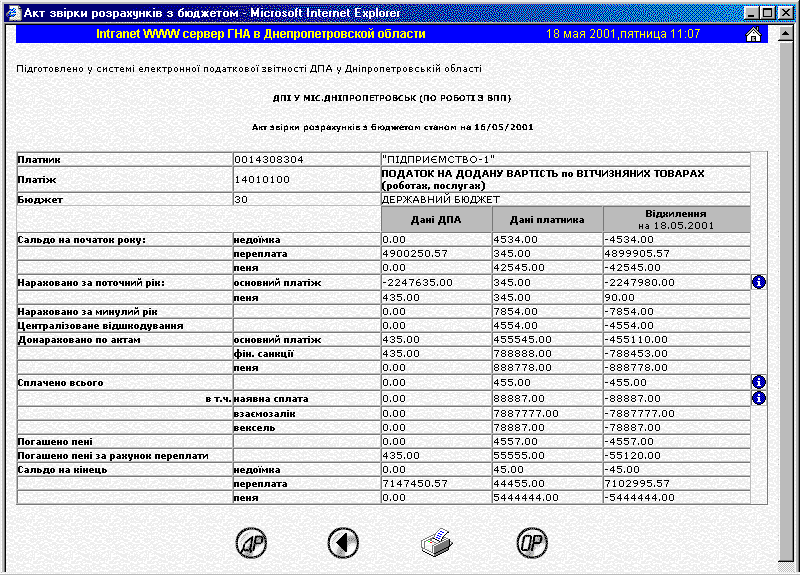 Акт звірки розрахунків з бюджетом - Microsoft Internet Explorer
Intranet WWW сервер ГНА в Днепропетровской области 18 мая 2001,пятница 11:07
Підготовлено у системі електронної податкової звітності ДПА у Дніпропетровській області
ДПІ У МІС.ДНІПРОПЕТРОВСЬК (ПО РОБОТІ З ВПП)
Акт звірки розрахунків з бюджетом станом на 16/05/2001
Платник 0014308304 "ПІДПРИЄМСТВО-1"
Платіж 14010100 ПОДАТОК НА ДОДАНУ ВАРТІСТЬ по ВІТЧИЗНЯНИХ ТОВАРАХ
(роботах, послугах)
Бюджет 30 ДЕРЖАВНИЙ БЮДЖЕТ
Дані ДПА Дані платника Відхилення
на 18.05.2001
Сальдо на початок року: недоїмка 0.00 4534.00 -4534.00
переплата 4900250.57 345.00 4899905.57
пеня 0.00 42545.00 -42545.00
Нараховано за поточний рік: основний платіж -2247635.00 345.00 -2247980.00
пеня 435.00 345.00 90.00
Нараховано за минулий рік 0.00 7854.00 -7854.00
Централізоване відшкодування 0.00 4554.00 -4554.00
Донараховано по актам основний платіж 435.00 455545.00 -455110.00
фін. санкції 435.00 788888.00 -788453.00
пеня 0.00 888778.00 -888778.00
Сплачено всього 0.00 455.00 -455.00
в т.ч. наявна сплата 0.00 88887.00 -88887.00
взаємозалік 0.00 7887777.00 -7887777.00
вексель 0.00 78887.00 -78887.00
Погашено пені 0.00 4557.00 -4557.00
Погашено пені за рахунок переплати 435.00 55555.00 -55120.00
Сальдо на кінець недоїмка 0.00 45.00 -45.00
переплата 7147450.57 44455.00 7102995.57
пеня 0.00 5444444.00 -5444444.00
ДР ОР